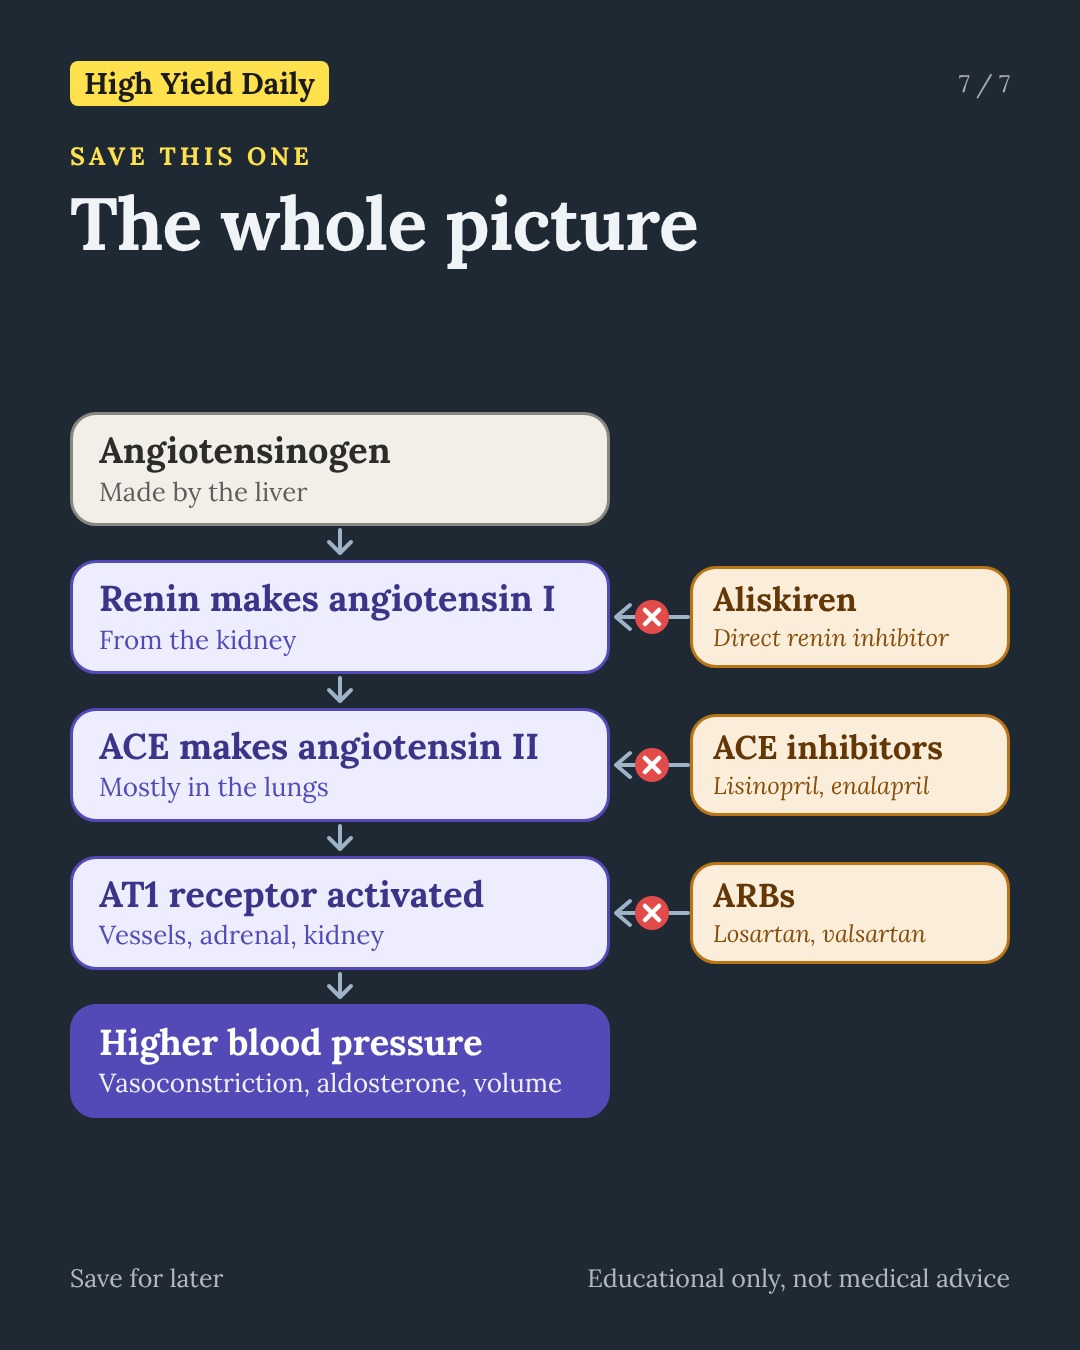 High Yield Daily
7 / 7
SAVE THIS ONE
The whole picture
Angiotensinogen
Made by the liver
Renin makes angiotensin I
From the kidney
Aliskiren
Direct renin inhibitor
ACE makes angiotensin II
Mostly in the lungs
ACE inhibitors
Lisinopril, enalapril
AT1 receptor activated
Vessels, adrenal, kidney
ARBs
Losartan, valsartan
Higher blood pressure
Vasoconstriction, aldosterone, volume
Save for later
Educational only, not medical advice